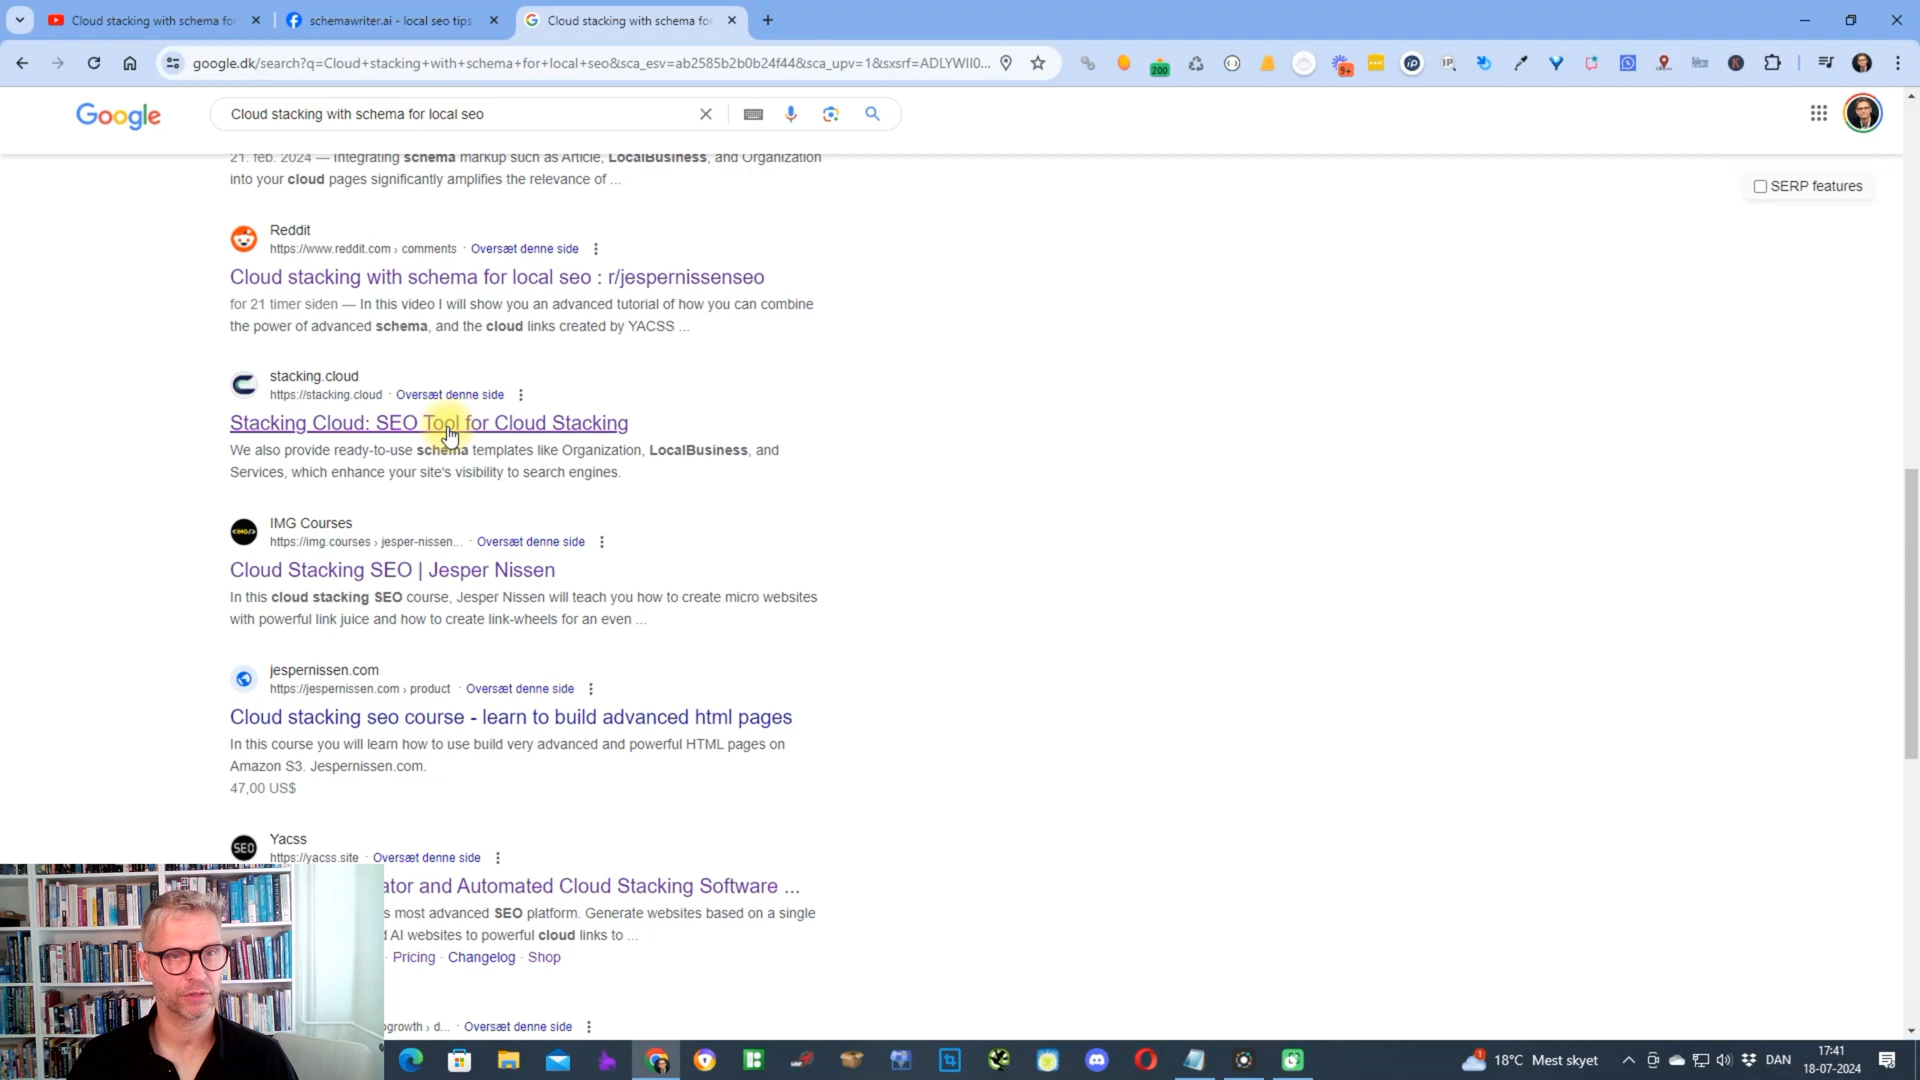 Cloud stacking with schema for
schemawriter.ai - local seo tips
Cloud stacking with schema for
google.dk/search?q=Cloud+stacking+with+schema+for+local+seo&sca_esv=ab2585b2b0b24f44&sca_upv=1&sxsrf=ADLYWII0...
200
9+
Google
Cloud stacking with schema for local seo
SERP features
21. feb. 2024 — Integrating schema markup such as Article, LocalBusiness, and Organization
into your cloud pages significantly amplifies the relevance of ...
Reddit
https://www.reddit.com › comments · Oversæt denne side
Cloud stacking with schema for local seo : r/jespernissenseo
for 21 timer siden — In this video I will show you an advanced tutorial of how you can combine
the power of advanced schema, and the cloud links created by YACSS ...
stacking.cloud
https://stacking.cloud · Oversæt denne side
Stacking Cloud: SEO Tool for Cloud Stacking
We also provide ready-to-use schema templates like Organization, LocalBusiness, and
Services, which enhance your site's visibility to search engines.
IMG Courses
https://img.courses › jesper-nissen... · Oversæt denne side
Cloud Stacking SEO | Jesper Nissen
In this cloud stacking SEO course, Jesper Nissen will teach you how to create micro websites
with powerful link juice and how to create link-wheels for an even ...
jespernissen.com
https://jespernissen.com › product · Oversæt denne side
Cloud stacking seo course - learn to build advanced html pages
In this course you will learn how to use build very advanced and powerful HTML pages on
Amazon S3. Jespernissen.com.
47,00 US$
SEO
Yacss
https://yacss.site · Oversæt denne side
ator and Automated Cloud Stacking Software ...
s most advanced SEO platform. Generate websites based on a single
AI websites to powerful cloud links to ...
· Pricing · Changelog · Shop
ogrowth › d... · Oversæt denne side
18°C Mest skyet
DAN
17:41
18-07-2024